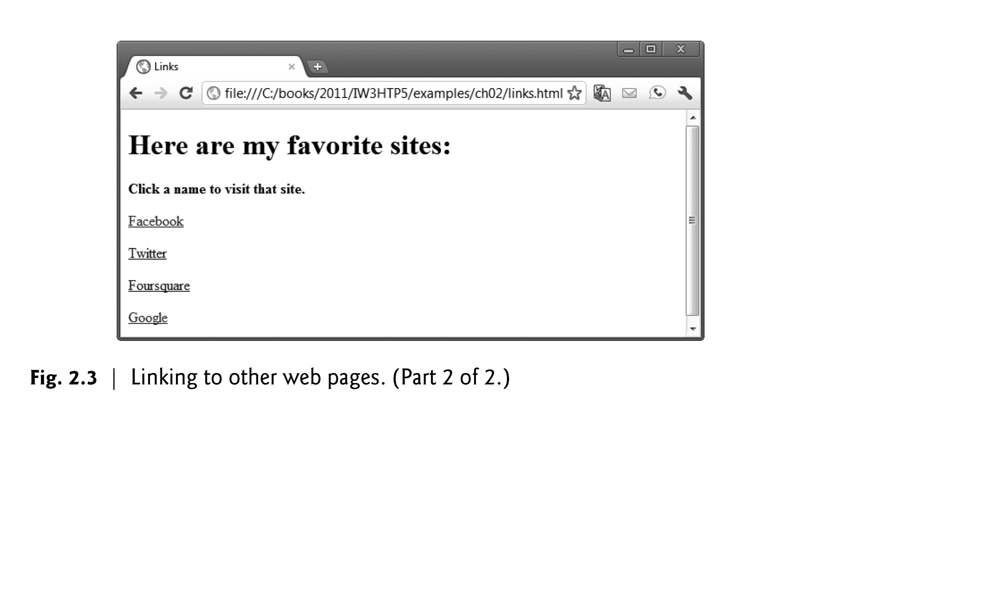 Links
file:///C:/books/2011/IW3HTP5/examples/ch02/links.html
Here are my favorite sites:
Click a name to visit that site.
Facebook
Twitter
Foursquare
Google
Fig. 2.3 | Linking to other web pages. (Part 2 of 2.)